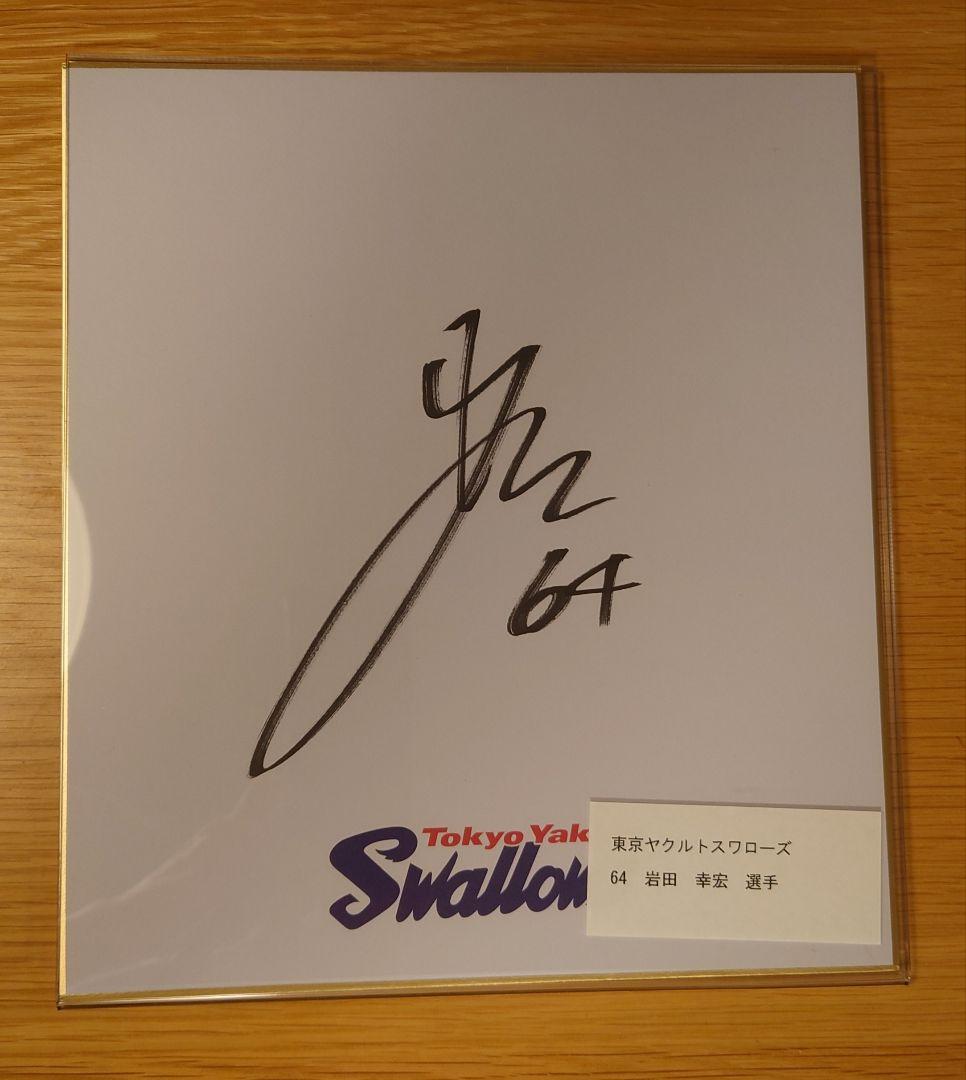 64
Tokyo Yak
Swallow
東京ヤクルトスワローズ
64 岩田 幸宏 選手